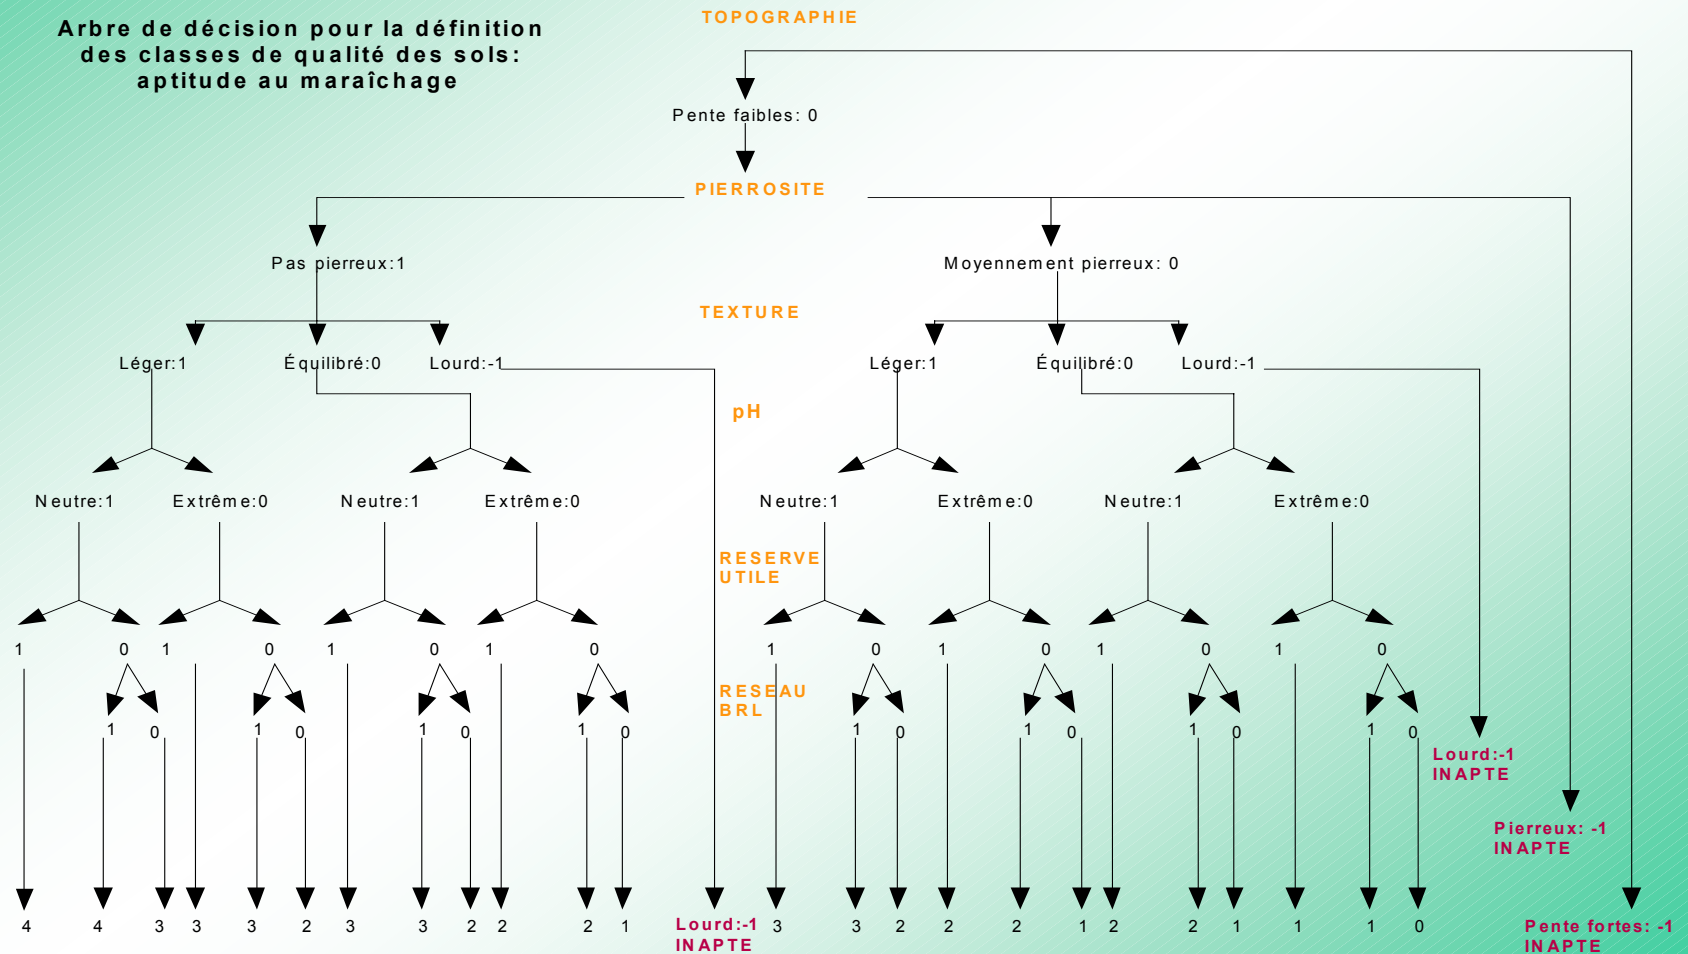 Arbre de décision pour la définition
des classes de qualité des sols:
aptitude au maraîchage
TOPOGRAPHIE
Pente faibles: 0
PIERROSITE
Pas pierreux:1
Moyennement pierreux: 0
TEXTURE
Léger:1 Équilibré:0 Lourd:-1 Léger:1 Équilibré:0 Lourd:-1
pH
Neutre:1 Extrême:0 Neutre:1 Extrême:0 Neutre:1 Extrême:0 Neutre:1 Extrême:0
RESERVE
UTILE
1 0 1 0 1 0 1 0 1 0 1 0 1 0 1 0
RESEAU
BRL
1 0 1 0 1 0 1 0 1 0 1 0 1 0 1 0
Lourd:-1
INAPTE
Pierreux: -1
INAPTE
4 4 3 3 3 2 3 3 2 2 2 1 Lourd:-1 3 3 2 2 2 1 2 2 1 1 1 0 Pente fortes: -1
INAPTE INAPTE